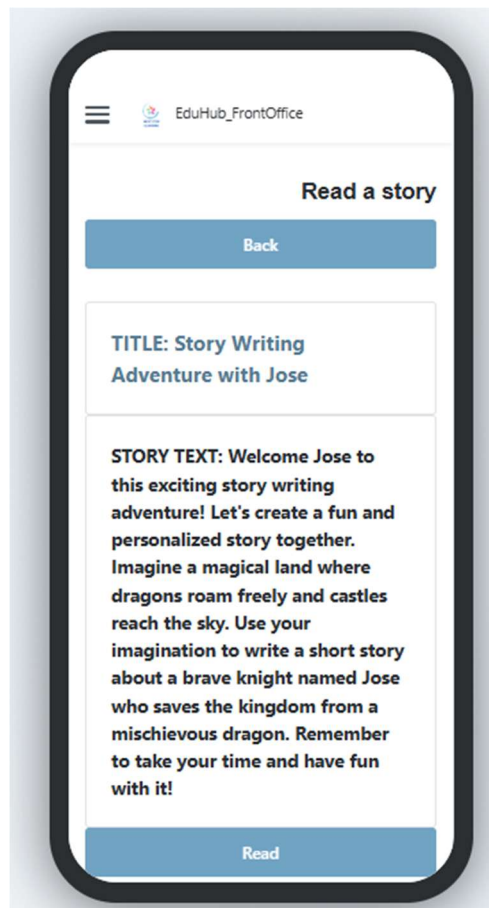 EduHub_FrontOffice
Read a story
Back
TITLE: Story Writing
Adventure with Jose
STORY TEXT: Welcome Jose to
this exciting story writing
adventure! Let's create a fun and
personalized story together.
Imagine a magical land where
dragons roam freely and castles
reach the sky. Use your
imagination to write a short story
about a brave knight named Jose
who saves the kingdom from a
mischievous dragon. Remember
to take your time and have fun
with it!
Read